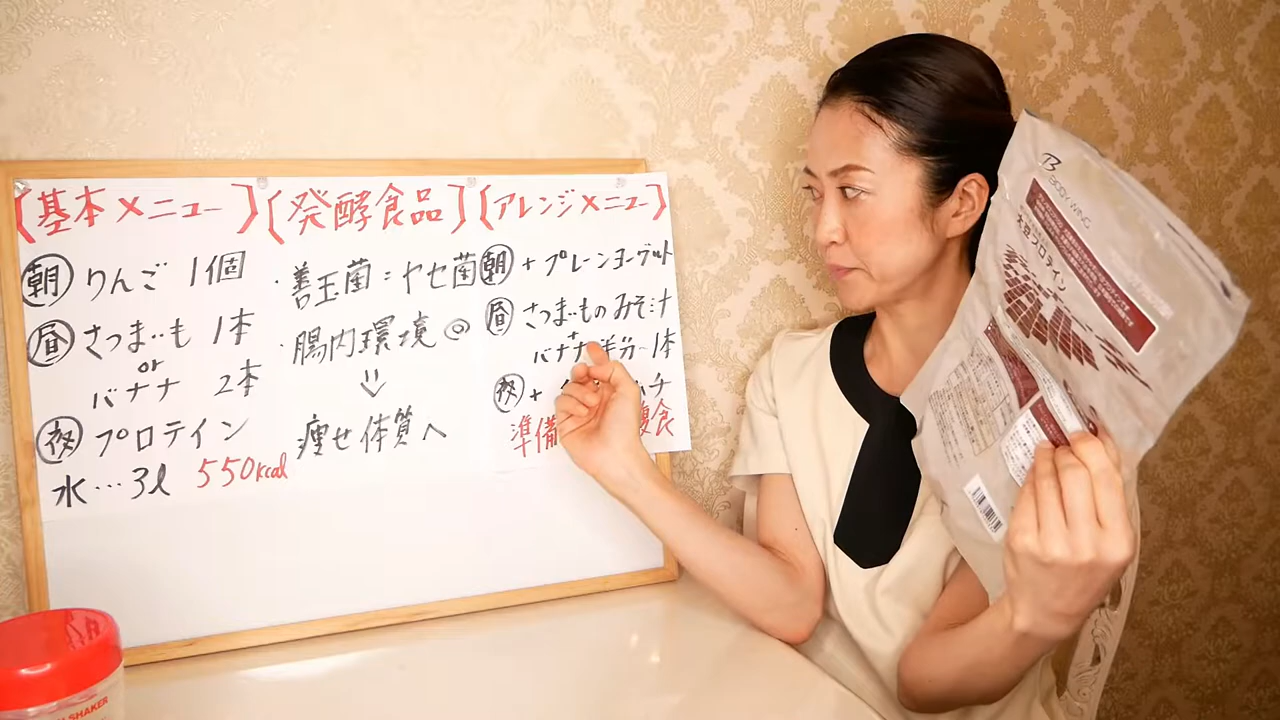 【基本メニュー】
朝 りんご 1個
昼 さつまいも 1本
or
バナナ 2本
夜 プロテイン
水…3l 550kcal
【発酵食品】
・善玉菌=ヤセ菌
・腸内環境◎
⇓
痩せ体質へ
【アレンジメニュー】
朝 +プレーンヨーグルト
昼 さつまいものみそ汁
+
バナナ半分~1本
夜 +
準備
復食
BODY WING
大豆プロテイン
SHAKER